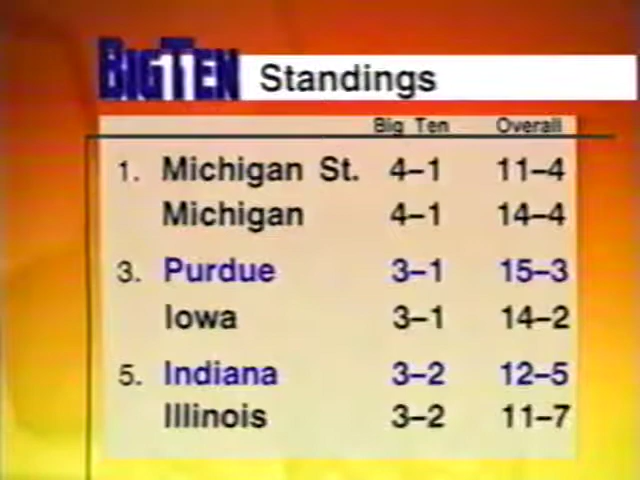 BIGTEN Standings
Big Ten Overall
1. Michigan St. 4–1 11–4
Michigan 4–1 14–4
3. Purdue 3–1 15–3
Iowa 3–1 14–2
5. Indiana 3–2 12–5
Illinois 3–2 11–7